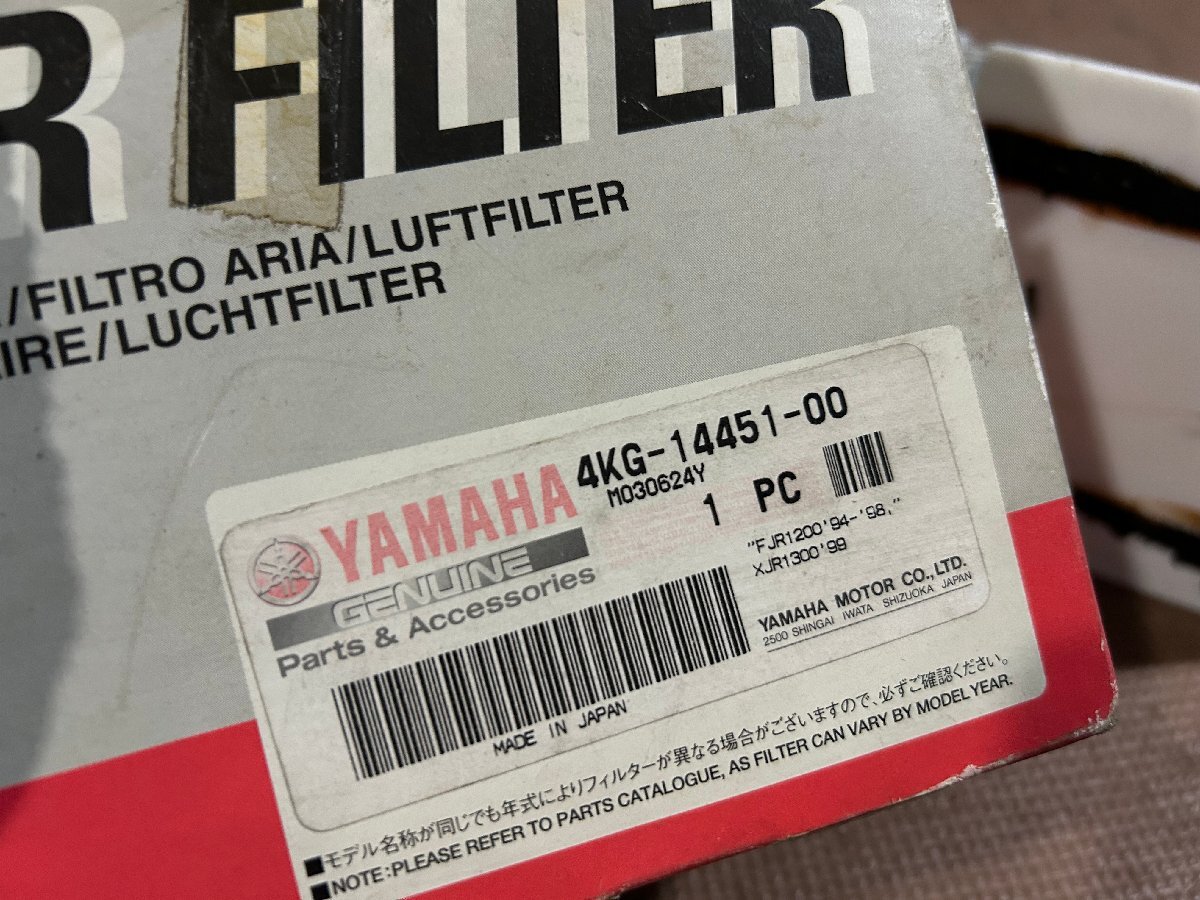 R FILTER
/FILTRO ARIA/LUFTFILTER
AIRE/LUCHTFILTER
4KG-14451-00
M030624Y
1 PC
YAMAHA
GENUINE
Parts & Accessories
"FJR1200'94-'98,"
XJR1300'99
YAMAHA MOTOR CO.,LTD.
2500 SHINGAI IWATA SHIZUOKA JAPAN
MADE IN JAPAN
■モデル名称が同じでも年式によりフィルターが異なる場合がございますので、必ずご確認ください。
■NOTE:PLEASE REFER TO PARTS CATALOGUE, AS FILTER CAN VARY BY MODEL YEAR.